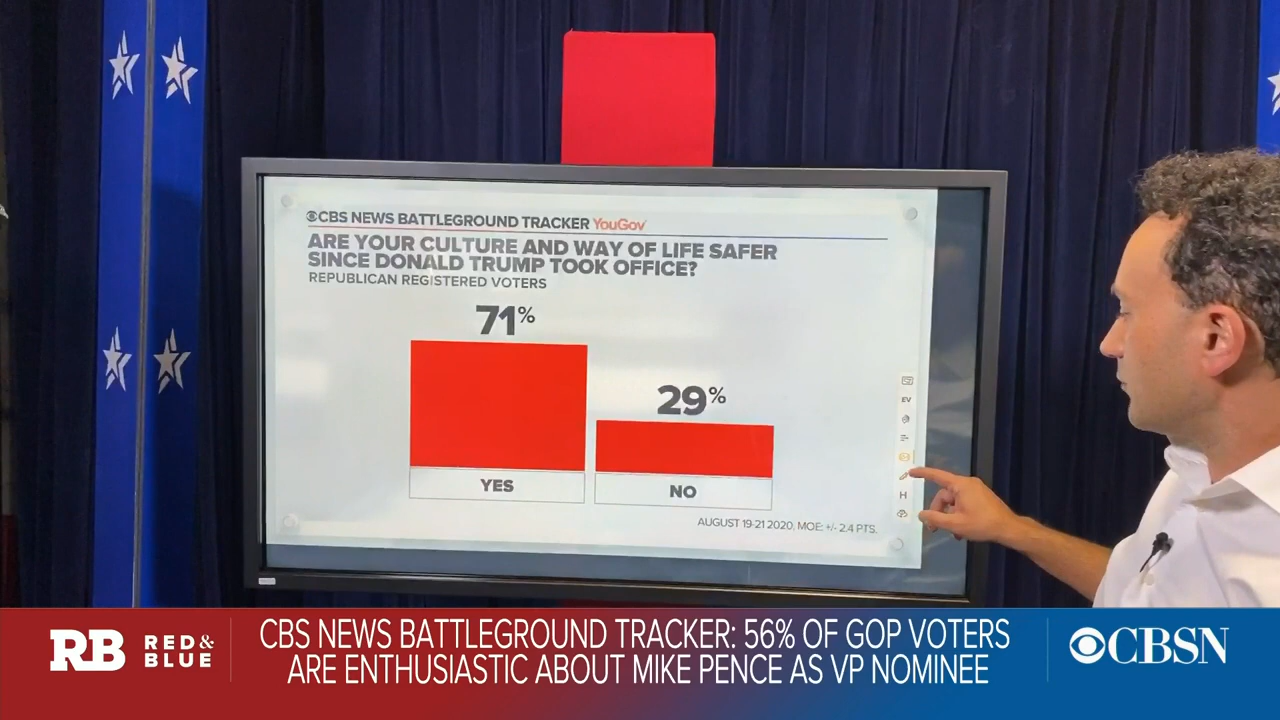 CBS NEWS BATTLEGROUND TRACKER YouGov
ARE YOUR CULTURE AND WAY OF LIFE SAFER
SINCE DONALD TRUMP TOOK OFFICE?
REPUBLICAN REGISTERED VOTERS
71%
29%
YES
NO
EV
H
AUGUST 19-21 2020. MOE: +/- 2.4 PTS.
RB RED & BLUE
CBS NEWS BATTLEGROUND TRACKER: 56% OF GOP VOTERS
ARE ENTHUSIASTIC ABOUT MIKE PENCE AS VP NOMINEE
CBSN